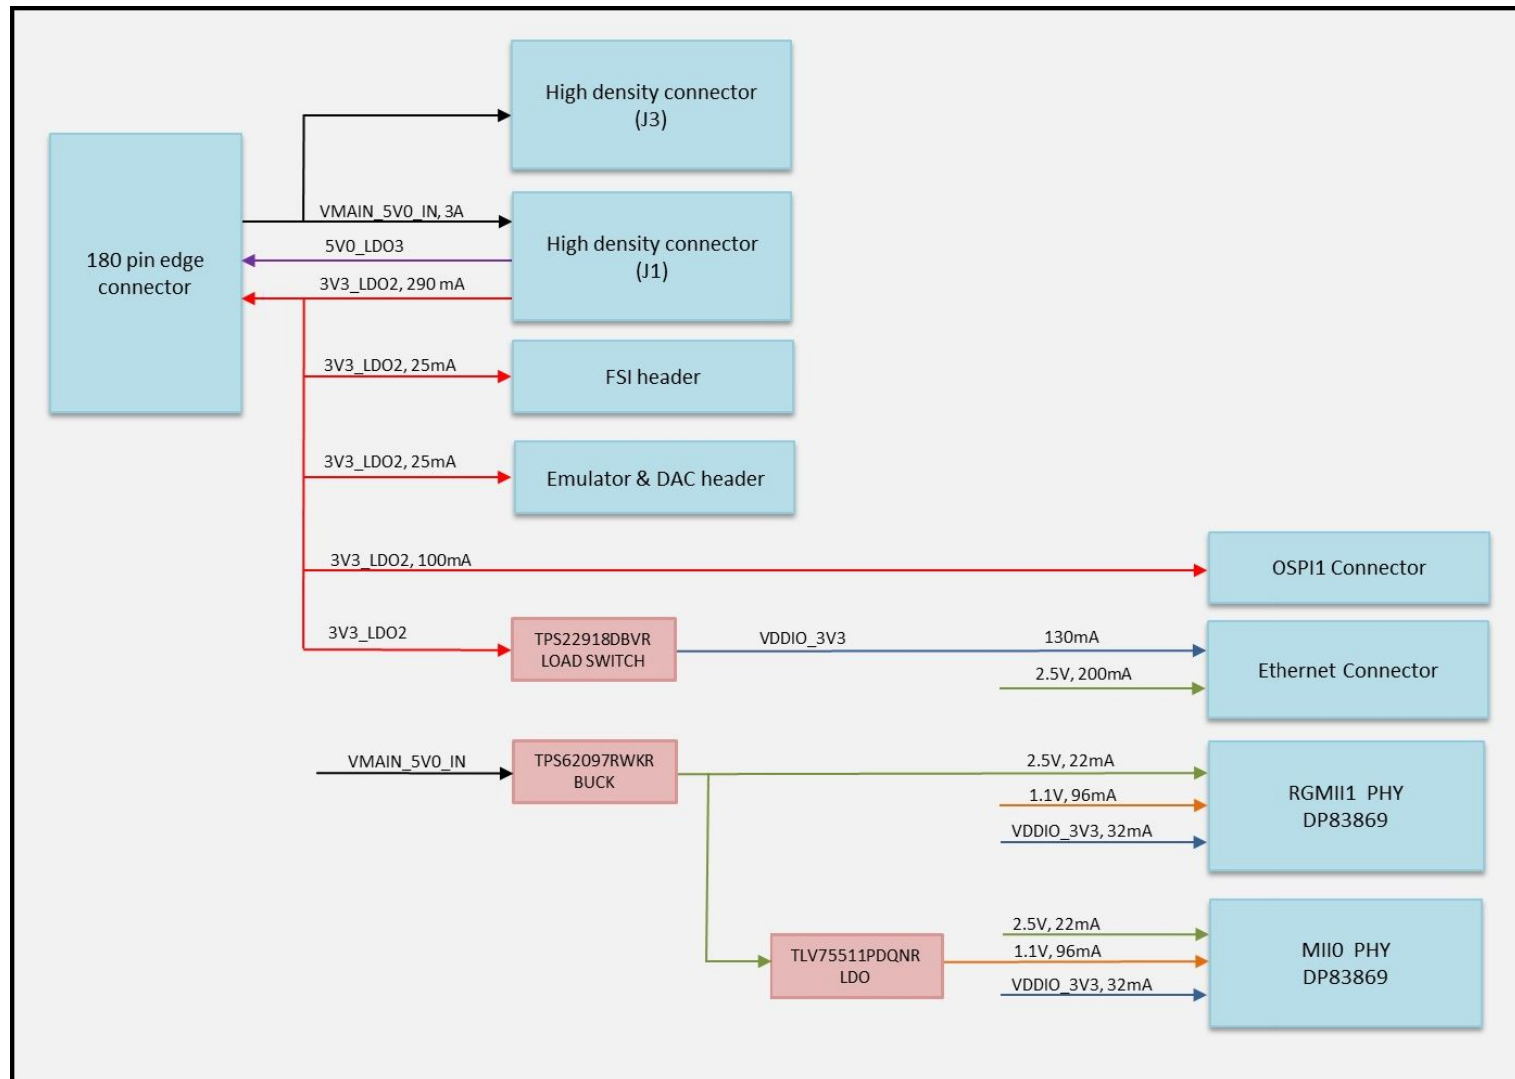 High density connector
(J3)
180 pin edge
connector
VMAIN_5V0_IN, 3A
5V0_LDO3
3V3_LDO2, 290 mA
High density connector
(J1)
3V3_LDO2, 25mA
FSI header
3V3_LDO2, 25mA
Emulator & DAC header
3V3_LDO2, 100mA
OSPI1 Connector
3V3_LDO2
TPS22918DBVR
LOAD SWITCH
VDDIO_3V3
130mA
2.5V, 200mA
Ethernet Connector
VMAIN_5V0_IN
TPS62097RWKR
BUCK
2.5V, 22mA
1.1V, 96mA
VDDIO_3V3, 32mA
RGMII1 PHY
DP83869
TLV75511PDQNR
LDO
2.5V, 22mA
1.1V, 96mA
VDDIO_3V3, 32mA
MII0 PHY
DP83869